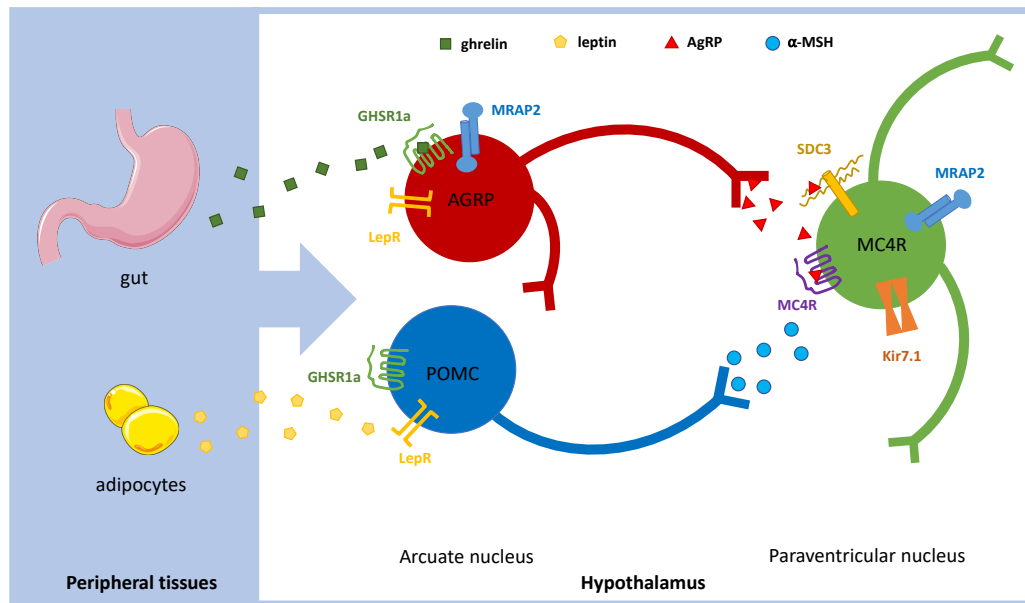 ghrelin
leptin
AgRP
α-MSH
GHSR1a
MRAP2
AGRP
LepR
SDC3
MRAP2
MC4R
MC4R
Kir7.1
gut
GHSR1a
POMC
LepR
adipocytes
Arcuate nucleus
Paraventricular nucleus
Peripheral tissues
Hypothalamus